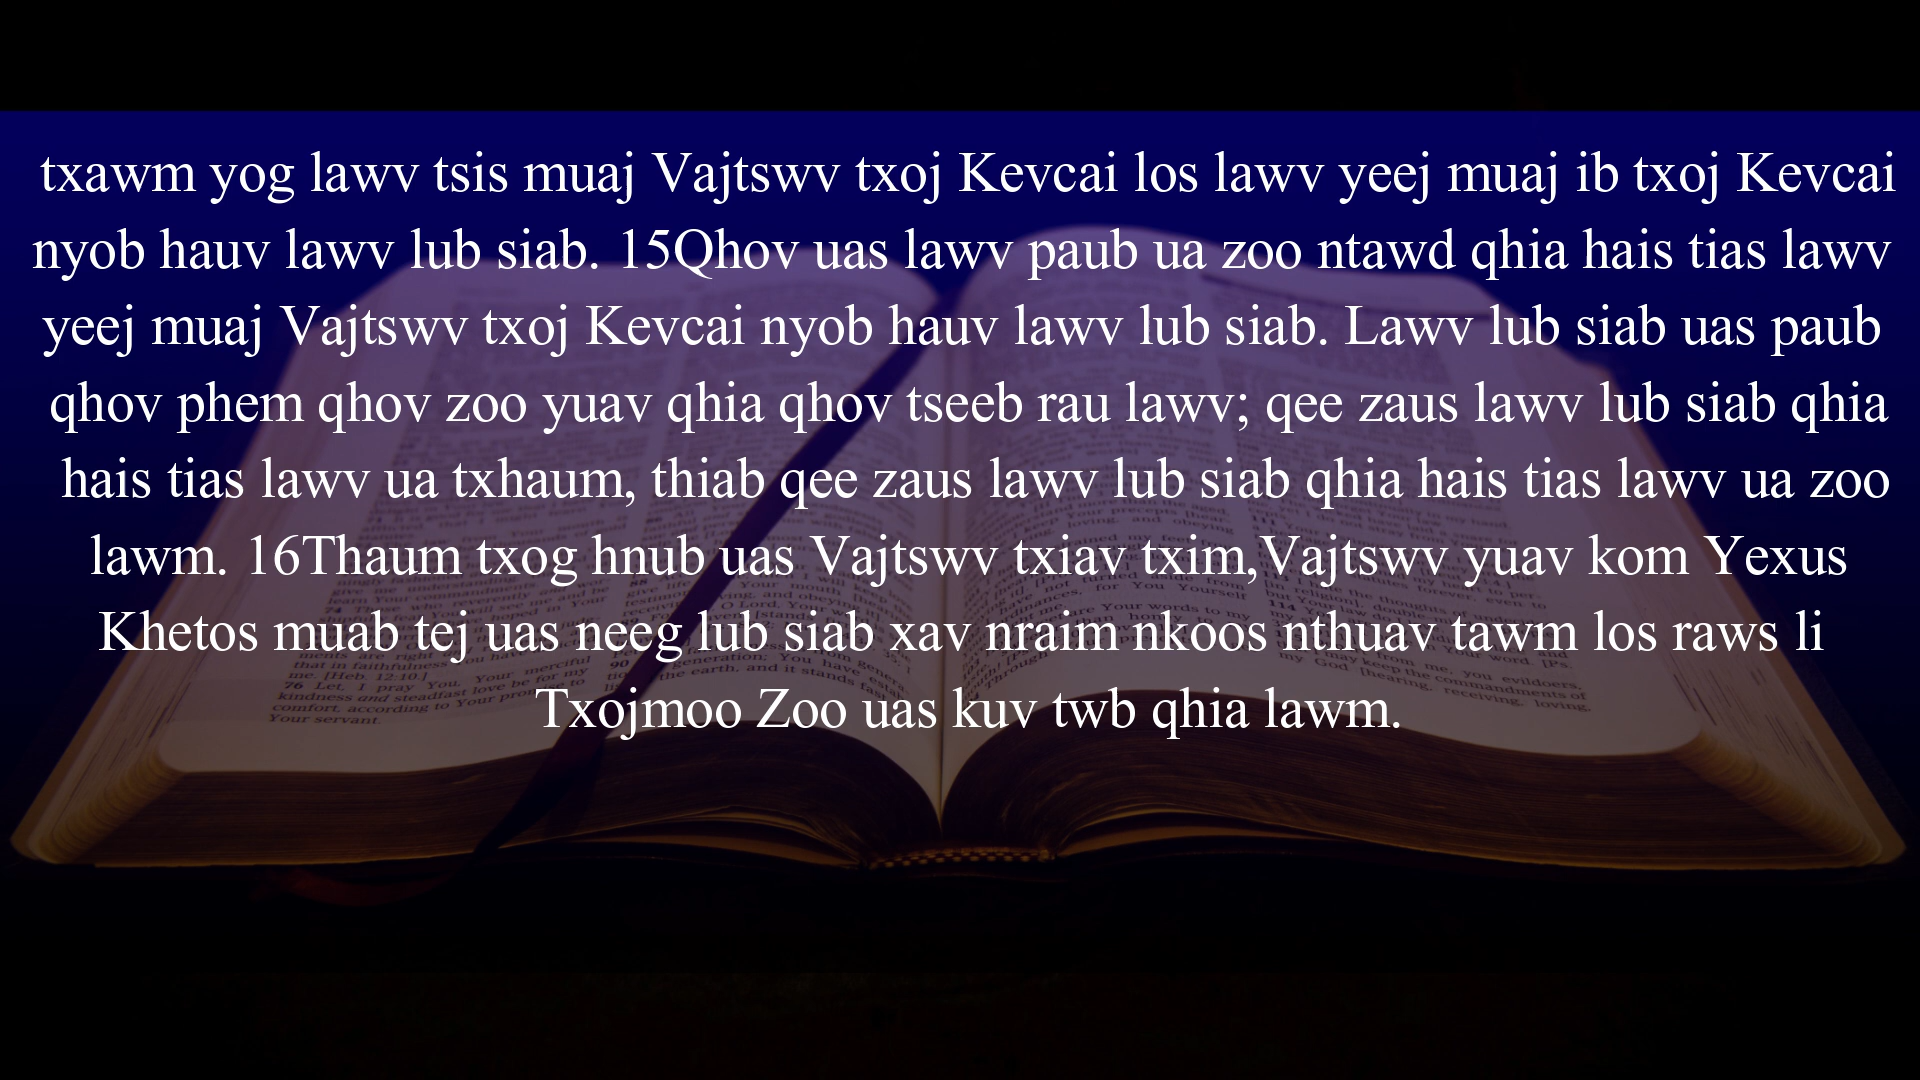 txawm yog lawv tsis muaj Vajtswv txoj Kevcai los lawv yeej muaj ib txoj Kevcai
nyob hauv lawv lub siab. 15Qhov uas lawv paub ua zoo ntawd qhia hais tias lawv
yeej muaj Vajtswv txoj Kevcai nyob hauv lawv lub siab. Lawv lub siab uas paub
qhov phem qhov zoo yuav qhia qhov tseeb rau lawv; qee zaus lawv lub siab qhia
hais tias lawv ua txhaum, thiab qee zaus lawv lub siab qhia hais tias lawv ua zoo
lawm. 16Thaum txog hnub uas Vajtswv txiav txim,Vajtswv yuav kom Yexus
Khetos muab tej uas neeg lub siab xav nraim nkoos nthuav tawm los raws li
Txojmoo Zoo uas kuv twb qhia lawm.